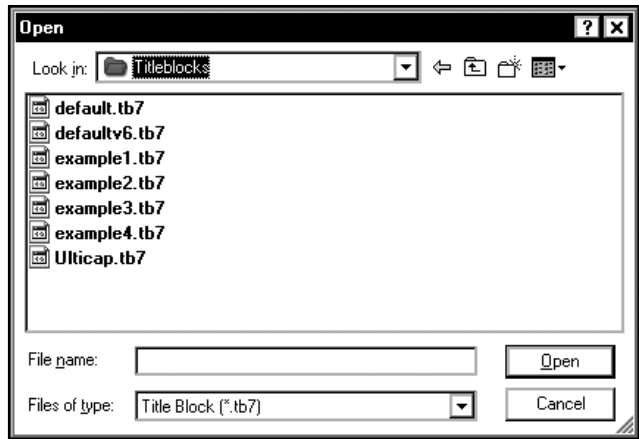 Open
Look in: Titleblocks
default.tb7
defaultv6.tb7
example1.tb7
example2.tb7
example3.tb7
example4.tb7
Ulticap.tb7
File name: Open
Files of type: Title Block (*.tb7) Cancel